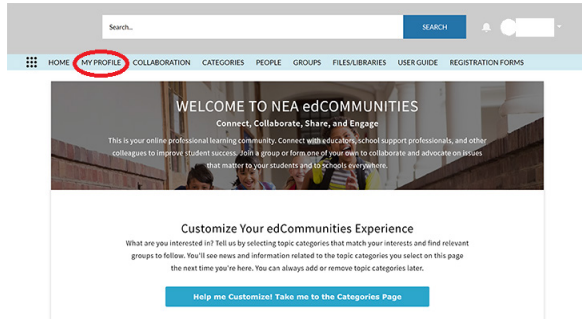 Search...
SEARCH
HOME MY PROFILE COLLABORATION CATEGORIES PEOPLE GROUPS FILES/LIBRARIES USER GUIDE REGISTRATION FORMS
WELCOME TO NEA edCOMMUNITIES
Connect, Collaborate, Share, and Engage
This is your online professional learning community. Connect with educators, school support professionals, and other
colleagues to improve student success. Join a group or form one of your own to collaborate and advocate on issues
that matter to your students and to schools everywhere.
Customize Your edCommunities Experience
What are you interested in? Tell us by selecting topic categories that match your interests and find relevant
groups to follow. You'll see news and information related to the topic categories you select on this page
the next time you're here. You can always add or remove topic categories later.
Help me Customize! Take me to the Categories Page